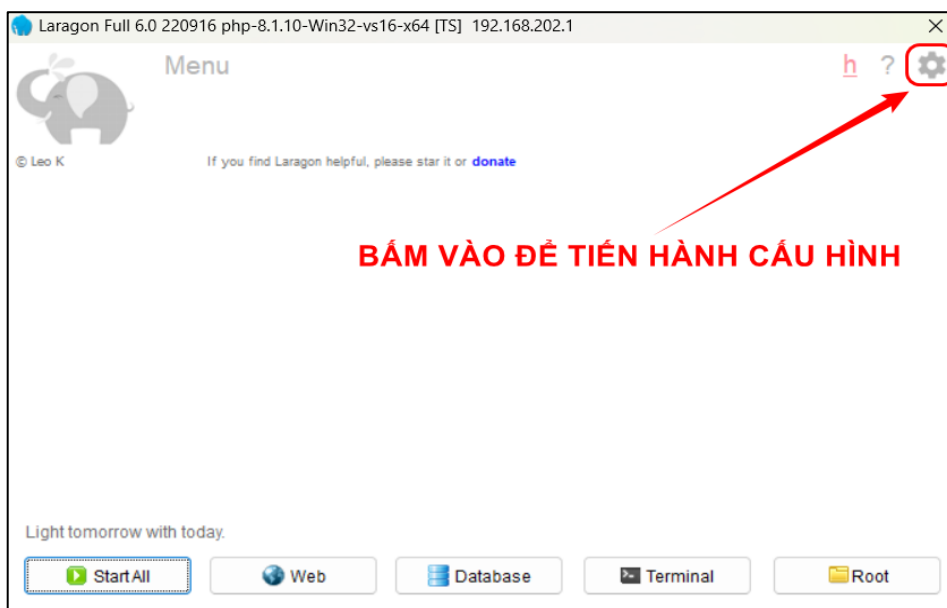 Laragon Full 6.0 220916 php-8.1.10-Win32-vs16-x64 [TS] 192.168.202.1
Menu
h ?
© Leo K
If you find Laragon helpful, please star it or donate
BẤM VÀO ĐỂ TIẾN HÀNH CẤU HÌNH
Light tomorrow with today.
Start All Web Database Terminal Root